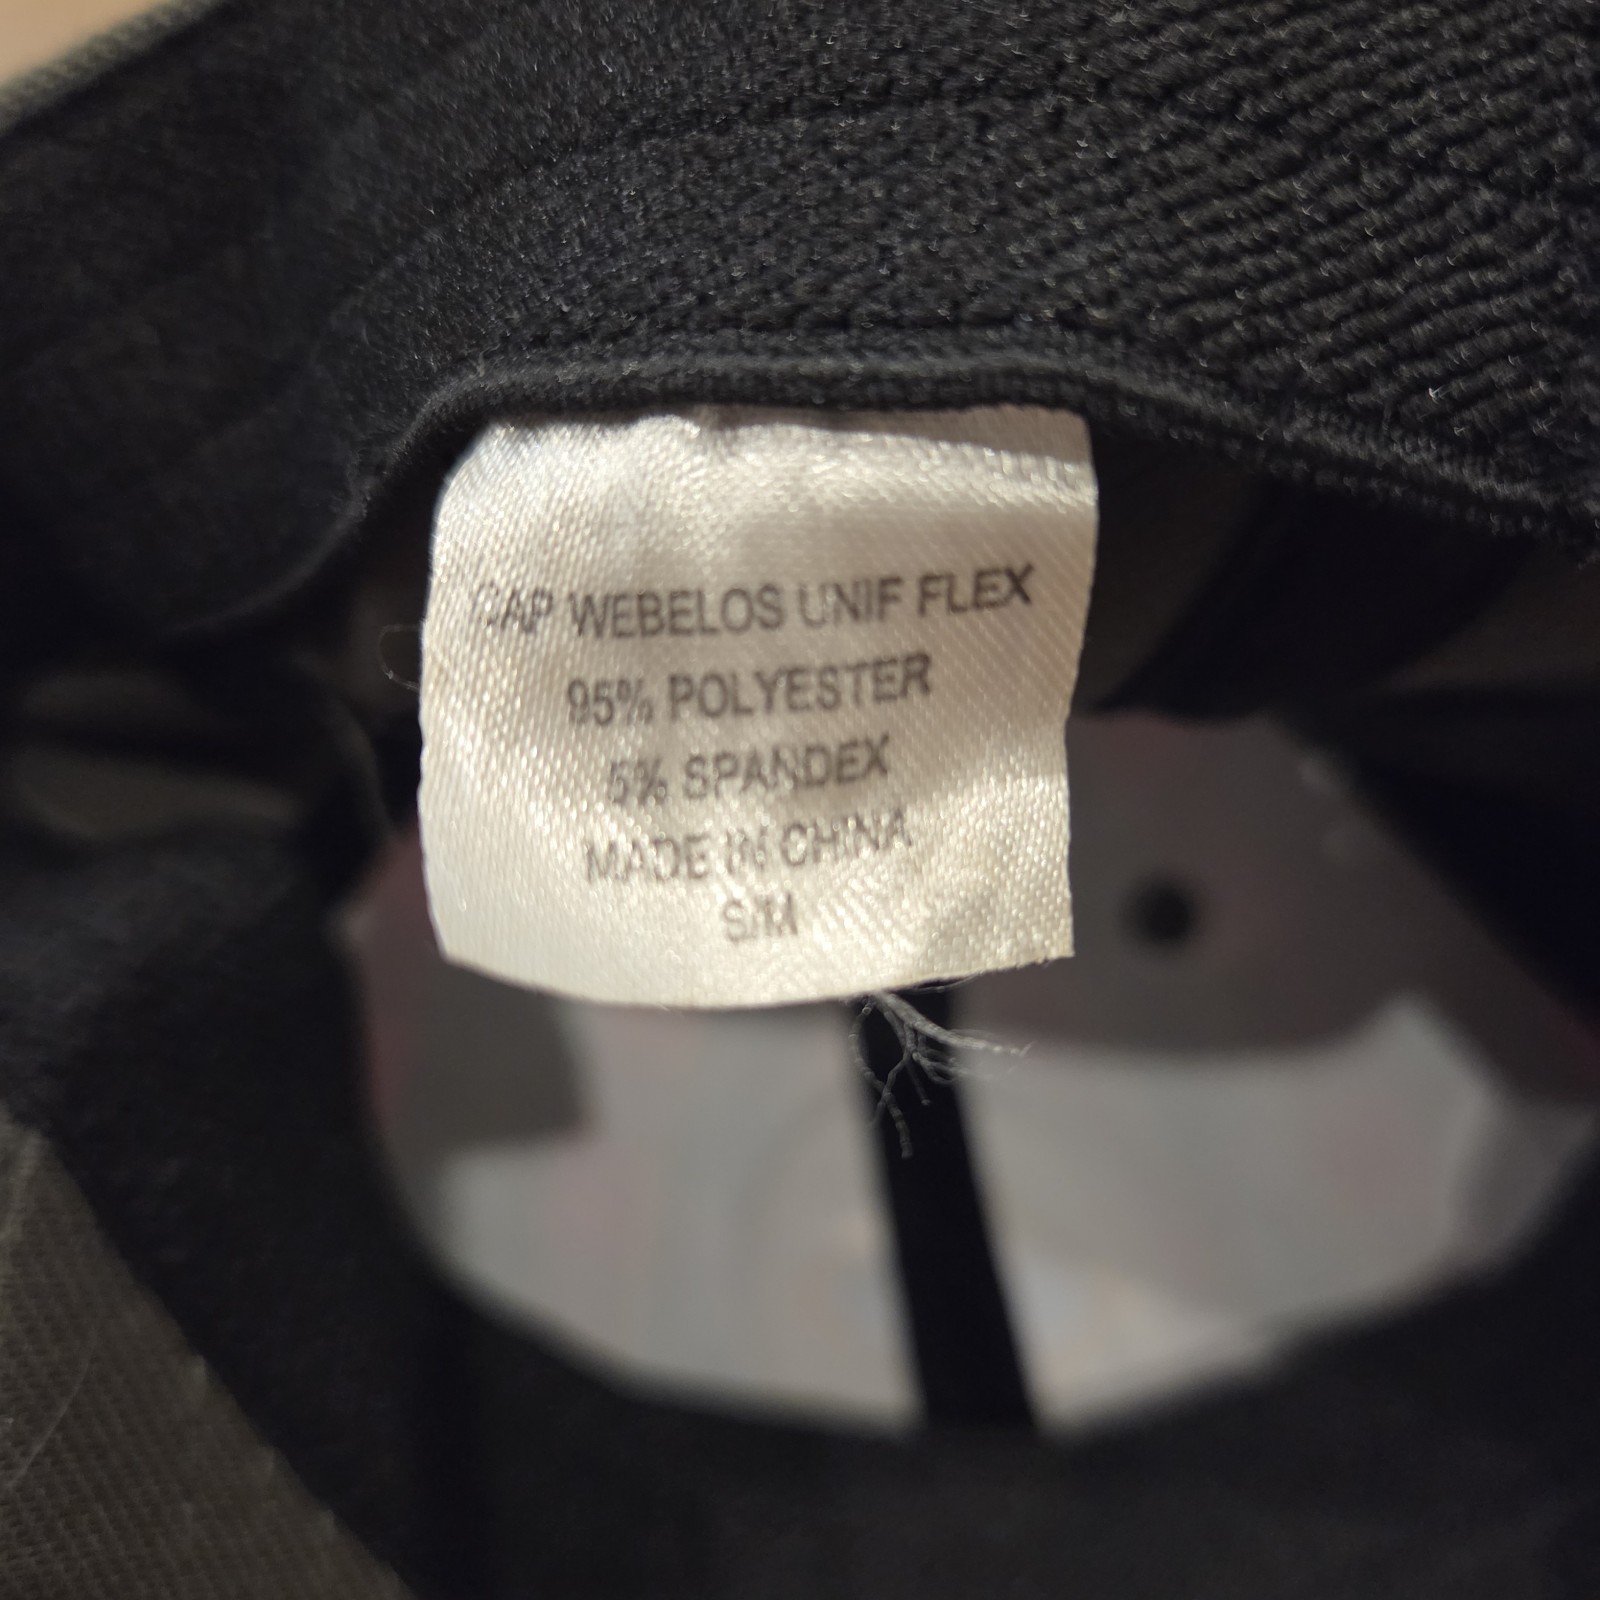 CAP WEBELOS UNIF FLEX
95% POLYESTER
5% SPANDEX
MADE IN CHINA
S/M